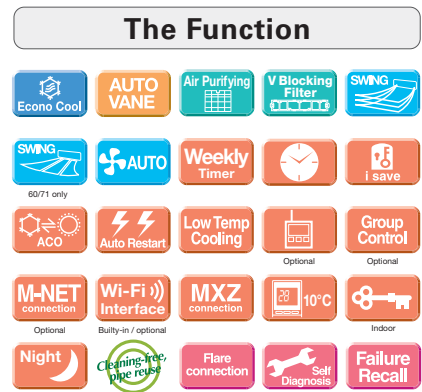 The Function
Econo Cool
AUTO
VANE
Air Purifying
V Blocking
Filter
SWING
SWING
60/71 only
AUTO
Weekly
Timer
i save
ACO
Auto Restart
Low Temp
Cooling
Optional
Group
Control
Optional
M-NET
connection
Optional
Wi-Fi
Interface
Builty-in / optional
MXZ
connection
28
10°C
Indoor
Night
Cleaning-free,
pipe reuse
Flare
connection
Self
Diagnosis
Failure
Recall